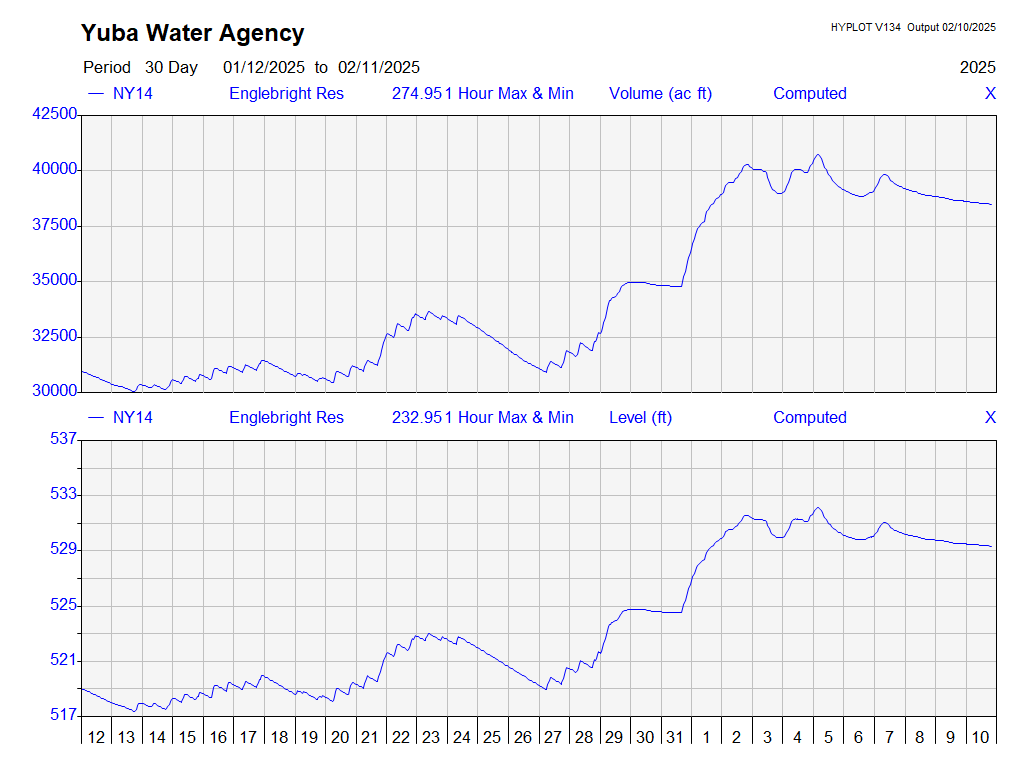 Yuba Water Agency
HYPLOT V134 Output 02/10/2025
Period 30 Day 01/12/2025 to 02/11/2025 2025
NY14 Englebright Res 274.951 Hour Max & Min Volume (ac ft) Computed X
42500
40000
37500
35000
32500
30000
NY14 Englebright Res 232.951 Hour Max & Min Level (ft) Computed X
537
533
529
525
521
517
12 13 14 15 16 17 18 19 20 21 22 23 24 25 26 27 28 29 30 31 1 2 3 4 5 6 7 8 9 10